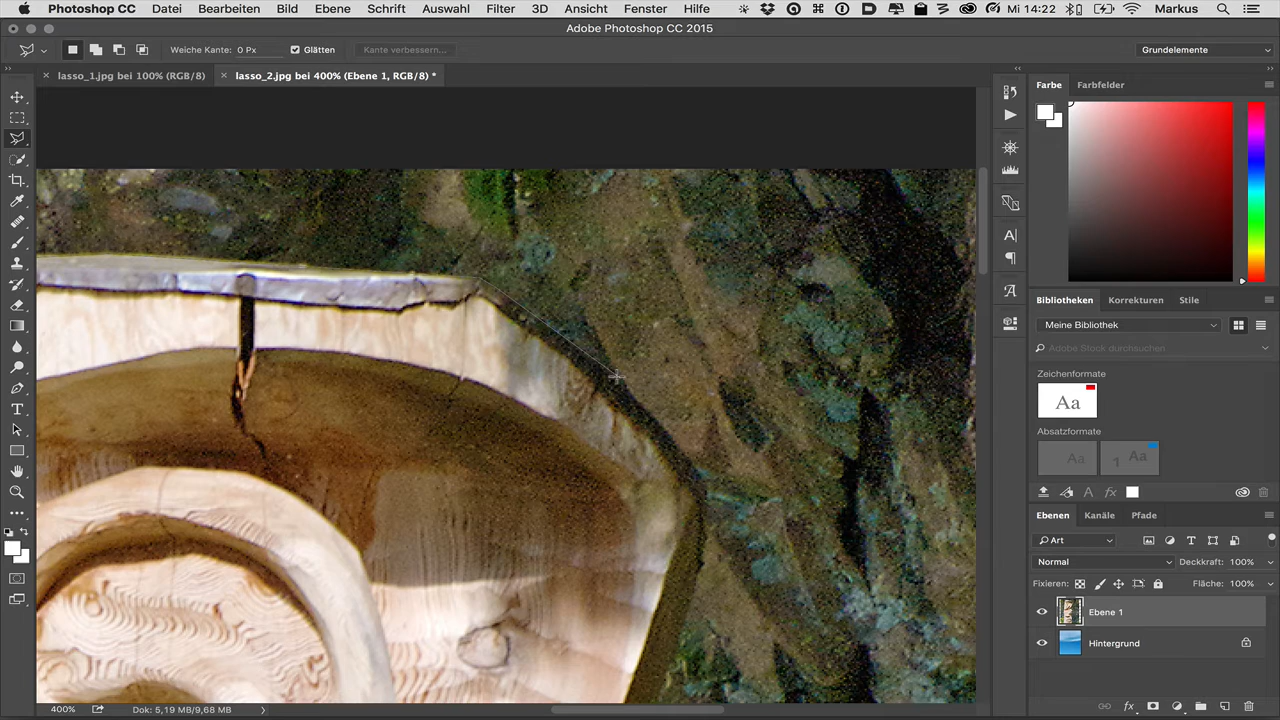 Photoshop CC Datei Bearbeiten Bild Ebene Schrift Auswahl Filter 3D Ansicht Fenster Hilfe Mi 14:22 Markus
Adobe Photoshop CC 2015
Weiche Kante: 0 Px Glätten Kante verbessern... Grundelemente
lasso_1.jpg bei 100% (RGB/8) lasso_2.jpg bei 400% (Ebene 1, RGB/8) *
Farbe Farbfelder
Bibliotheken Korrekturen Stile
Meine Bibliothek
Adobe Stock durchsuchen
Zeichenformate
Aa
Absatzformate
Aa 1 Aa
Ebenen Kanäle Pfade
Art
Normal Deckkraft: 100%
Fixieren: Fläche: 100%
Ebene 1
Hintergrund
400% Dok: 5,19 MB/9,68 MB